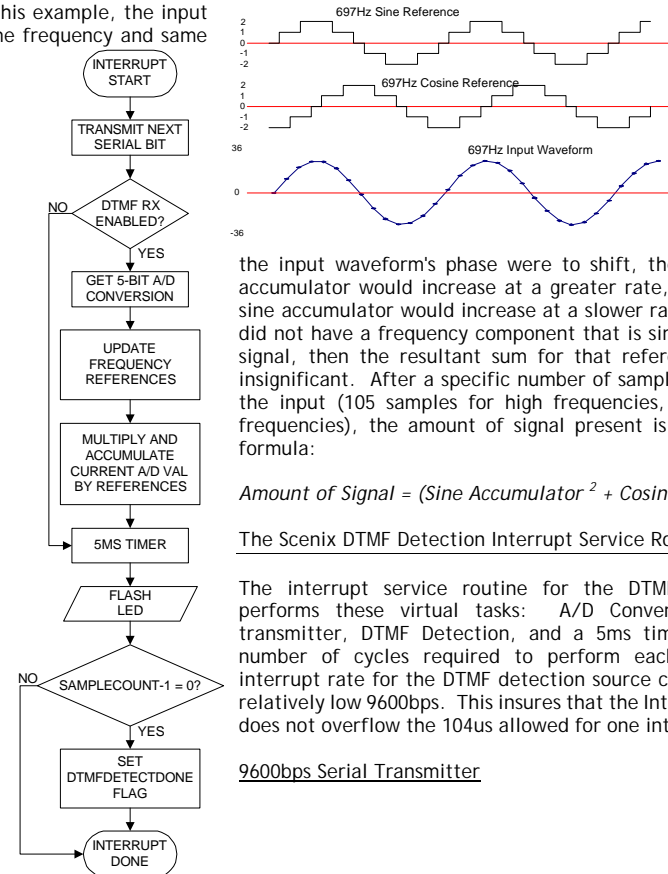 his example, the input
ne frequency and same
INTERRUPT
START
TRANSMIT NEXT
SERIAL BIT
NO
DTMF RX
ENABLED?
YES
GET 5-BIT A/D
CONVERSION
UPDATE
FREQUENCY
REFERENCES
MULTIPLY AND
ACCUMULATE
CURRENT A/D VAL
BY REFERENCES
5MS TIMER
FLASH
LED
NO
SAMPLECOUNT-1 = 0?
YES
SET
DTMFDETECTDONE
FLAG
INTERRUPT
DONE
697Hz Sine Reference
2
1
0
-1
-2
697Hz Cosine Reference
2
1
0
-1
-2
697Hz Input Waveform
36
0
-36
the input waveform's phase were to shift, the
accumulator would increase at a greater rate,
sine accumulator would increase at a slower ra
did not have a frequency component that is sin
signal, then the resultant sum for that refere
insignificant. After a specific number of sampl
the input (105 samples for high frequencies,
frequencies), the amount of signal present is
formula:
Amount of Signal = (Sine Accumulator ² + Cosin
The Scenix DTMF Detection Interrupt Service Ro
The interrupt service routine for the DTMF
performs these virtual tasks: A/D Conver
transmitter, DTMF Detection, and a 5ms tim
number of cycles required to perform each
interrupt rate for the DTMF detection source c
relatively low 9600bps. This insures that the Int
does not overflow the 104us allowed for one int
9600bps Serial Transmitter